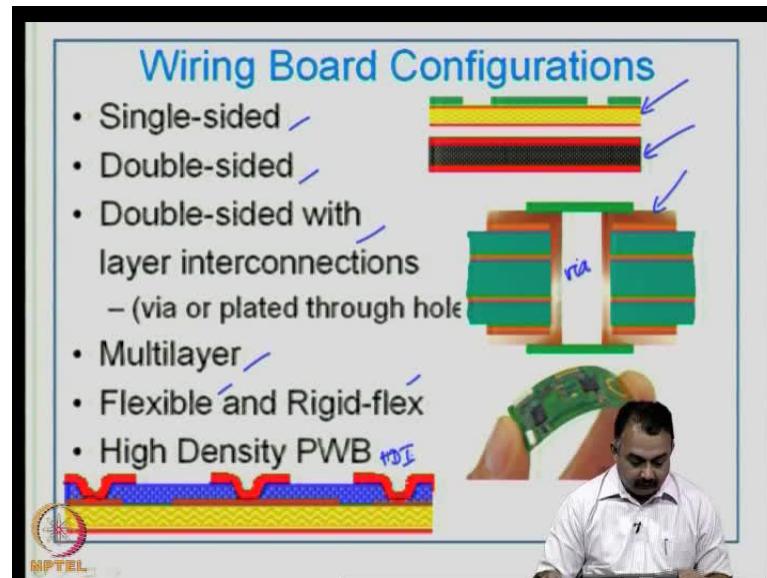 Wiring Board Configurations
• Single-sided
• Double-sided
• Double-sided with
layer interconnections
– (via or plated through hole
• Multilayer
• Flexible and Rigid-flex
• High Density PWB HDI
via
NPTEL